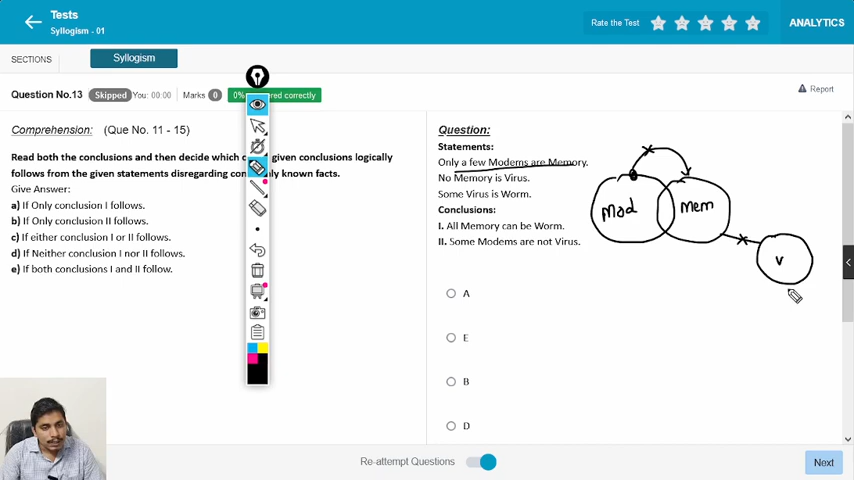 Tests
Syllogism - 01
Rate the Test
ANALYTICS
SECTIONS
Syllogism
Question No.13
Skipped
You: 00:00
Marks
0
0%
red correctly
Report
Comprehension: (Que No. 11 - 15)
Read both the conclusions and then decide which
given conclusions logically
follows from the given statements disregarding
known facts.
Give Answer:
a) If Only conclusion I follows.
b) If Only conclusion II follows.
c) If either conclusion I or II follows.
d) If Neither conclusion I nor II follows.
e) If both conclusions I and II follow.
Question:
Statements:
Only a few Modems are Memory.
No Memory is Virus.
Some Virus is Worm.
Conclusions:
I. All Memory can be Worm.
II. Some Modems are not Virus.
A
E
B
D
Mod
Mem
V
Re-attempt Questions
Next